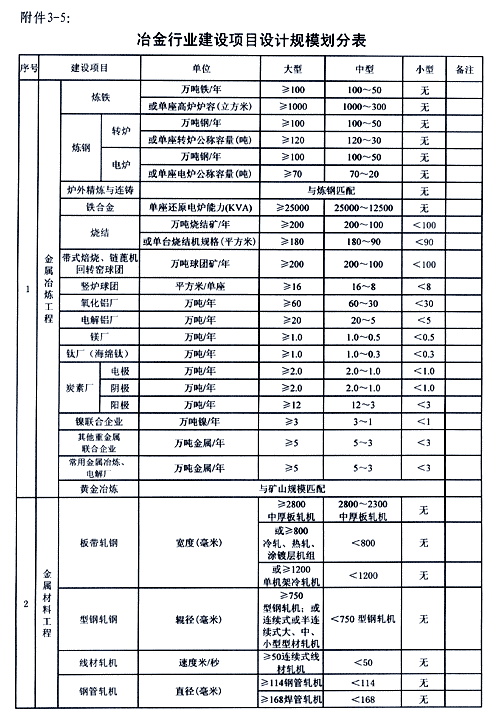 附件3-5:
冶金行业建设项目设计规模划分表
序号 建设项目 单位 大型 中型 小型 备注
1 金属冶炼工程
炼铁 万吨铁/年 ≥100 100~50 无
或单座高炉炉容(立方米) ≥1000 1000~300 无
炼钢 转炉 万吨钢/年 ≥100 100~50 无
或单座转炉公称容量(吨) ≥120 120~30 无
电炉 万吨钢/年 ≥100 100~50 无
或单座电炉公称容量(吨) ≥70 70~20 无
炉外精炼与连铸 与炼钢匹配 无
铁合金 单座还原电炉能力(KVA) ≥25000 25000~12500 无
烧结 万吨烧结矿/年 ≥200 200~100 <100
或单台烧结机规格(平方米) ≥180 180~90 <90
带式焙烧、链蓖机
回转窑球团 万吨球团矿/年 ≥200 200~100 <100
竖炉球团 平方米/单座 ≥16 16~8 <8
氧化铝厂 万吨/年 ≥60 60~30 <30
电解铝厂 万吨/年 ≥20 20~5 <5
镁厂 万吨/年 ≥1.0 1.0~0.5 <0.5
钛厂（海绵钛） 万吨/年 ≥1.0 1.0~0.3 <0.3
炭素厂 电极 万吨/年 ≥2.0 2.0~1.0 <1.0
阴极 万吨/年 ≥2.0 2.0~1.0 <1.0
阳极 万吨/年 ≥12 12~3 <3
镍联合企业 万吨镍/年 ≥3 3~1 <1
其他重金属
联合企业 万吨金属/年 ≥5 5~3 <3
常用金属冶炼、
电解厂 万吨金属/年 ≥5 5~3 <3
黄金冶炼 与矿山规模匹配
2 金属材料工程
板带轧钢 宽度(毫米)
≥2800 2800~2300
中厚板轧机 中厚板轧机 无
或≥800
冷轧、热轧、 <800 无
涂镀层机组
或≥1200
单机架冷轧机 <1200 无
型钢轧钢 辊径(毫米)
≥750
型钢轧机；或
连续式或半连 <750 型钢轧机 无
续式大、中、
小型型材轧机
线材轧机 速度米/秒 ≥50连续式线
材轧机 <50 无
钢管轧机 直径(毫米) ≥114钢管轧机 <114 无
≥168焊管轧机 <168 无